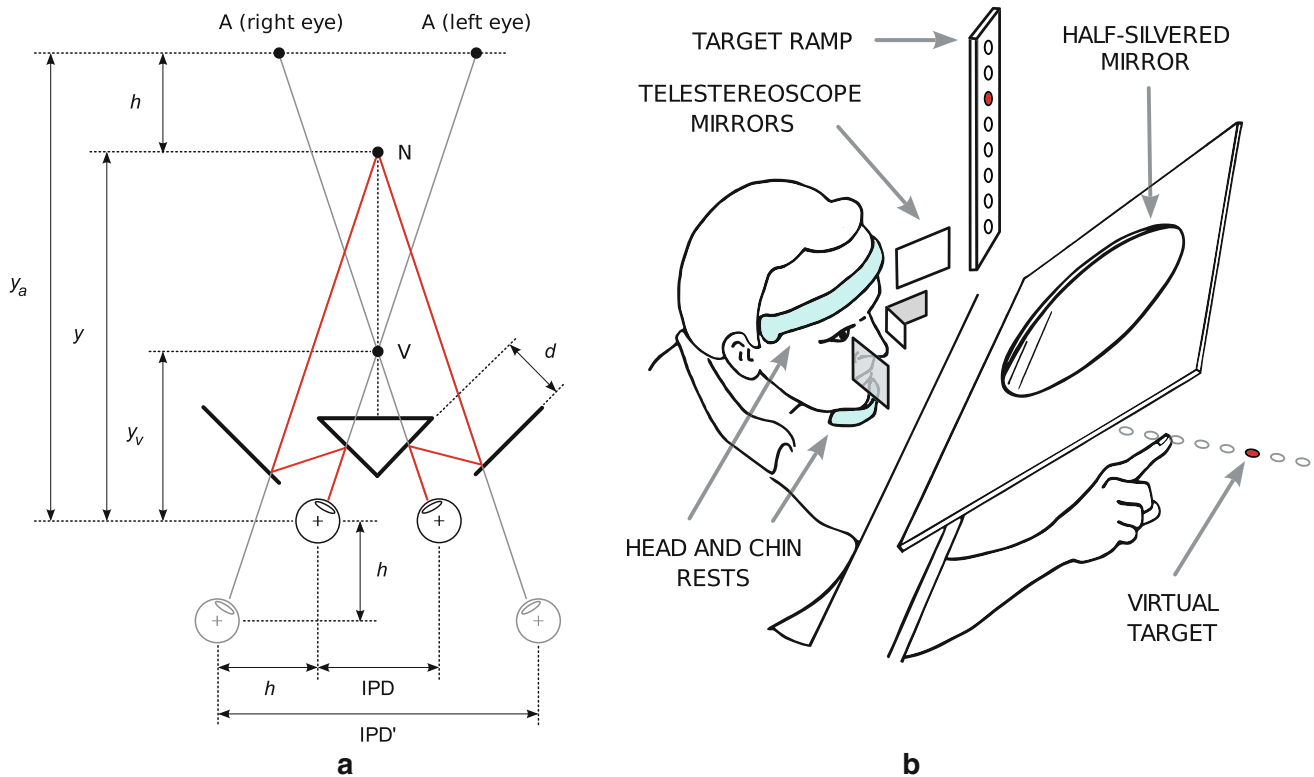 A (right eye)
A (left eye)
h
N
y_a
y
V
d
y_v
h
h
IPD
IPD'
a
TARGET RAMP
HALF-SILVERED
MIRROR
TELESTEREOSCOPE
MIRRORS
HEAD AND CHIN
RESTS
VIRTUAL
TARGET
b